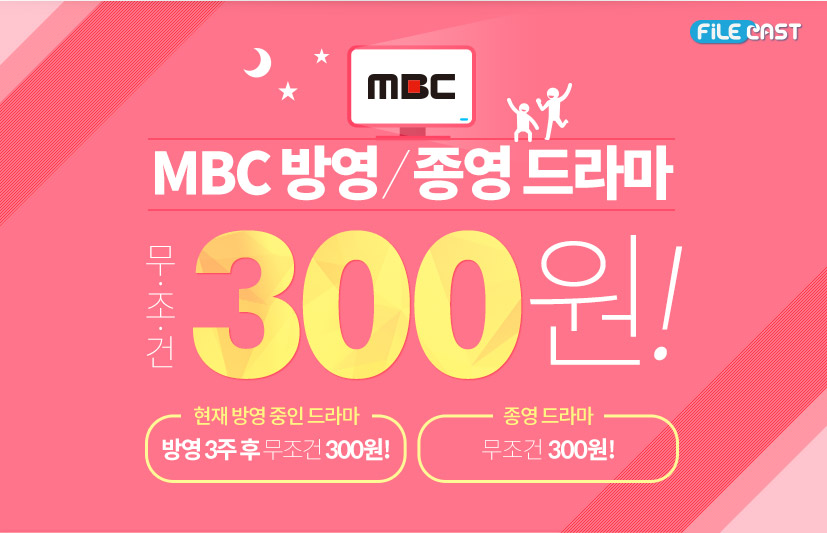 FiLE CAST
MBC
MBC 방영/종영 드라마
무·조·건
300원!
현재 방영 중인 드라마
방영 3주 후 무조건 300원!
종영 드라마
무조건 300원!